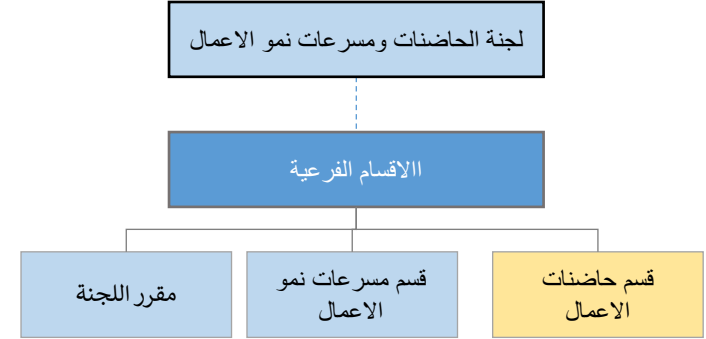 لجنة الحاضنات ومسرعات نمو الاعمال
االاقسام الفرعية
قسم حاضنات
الاعمال
قسم مسرعات نمو
الاعمال
مقرر اللجنة